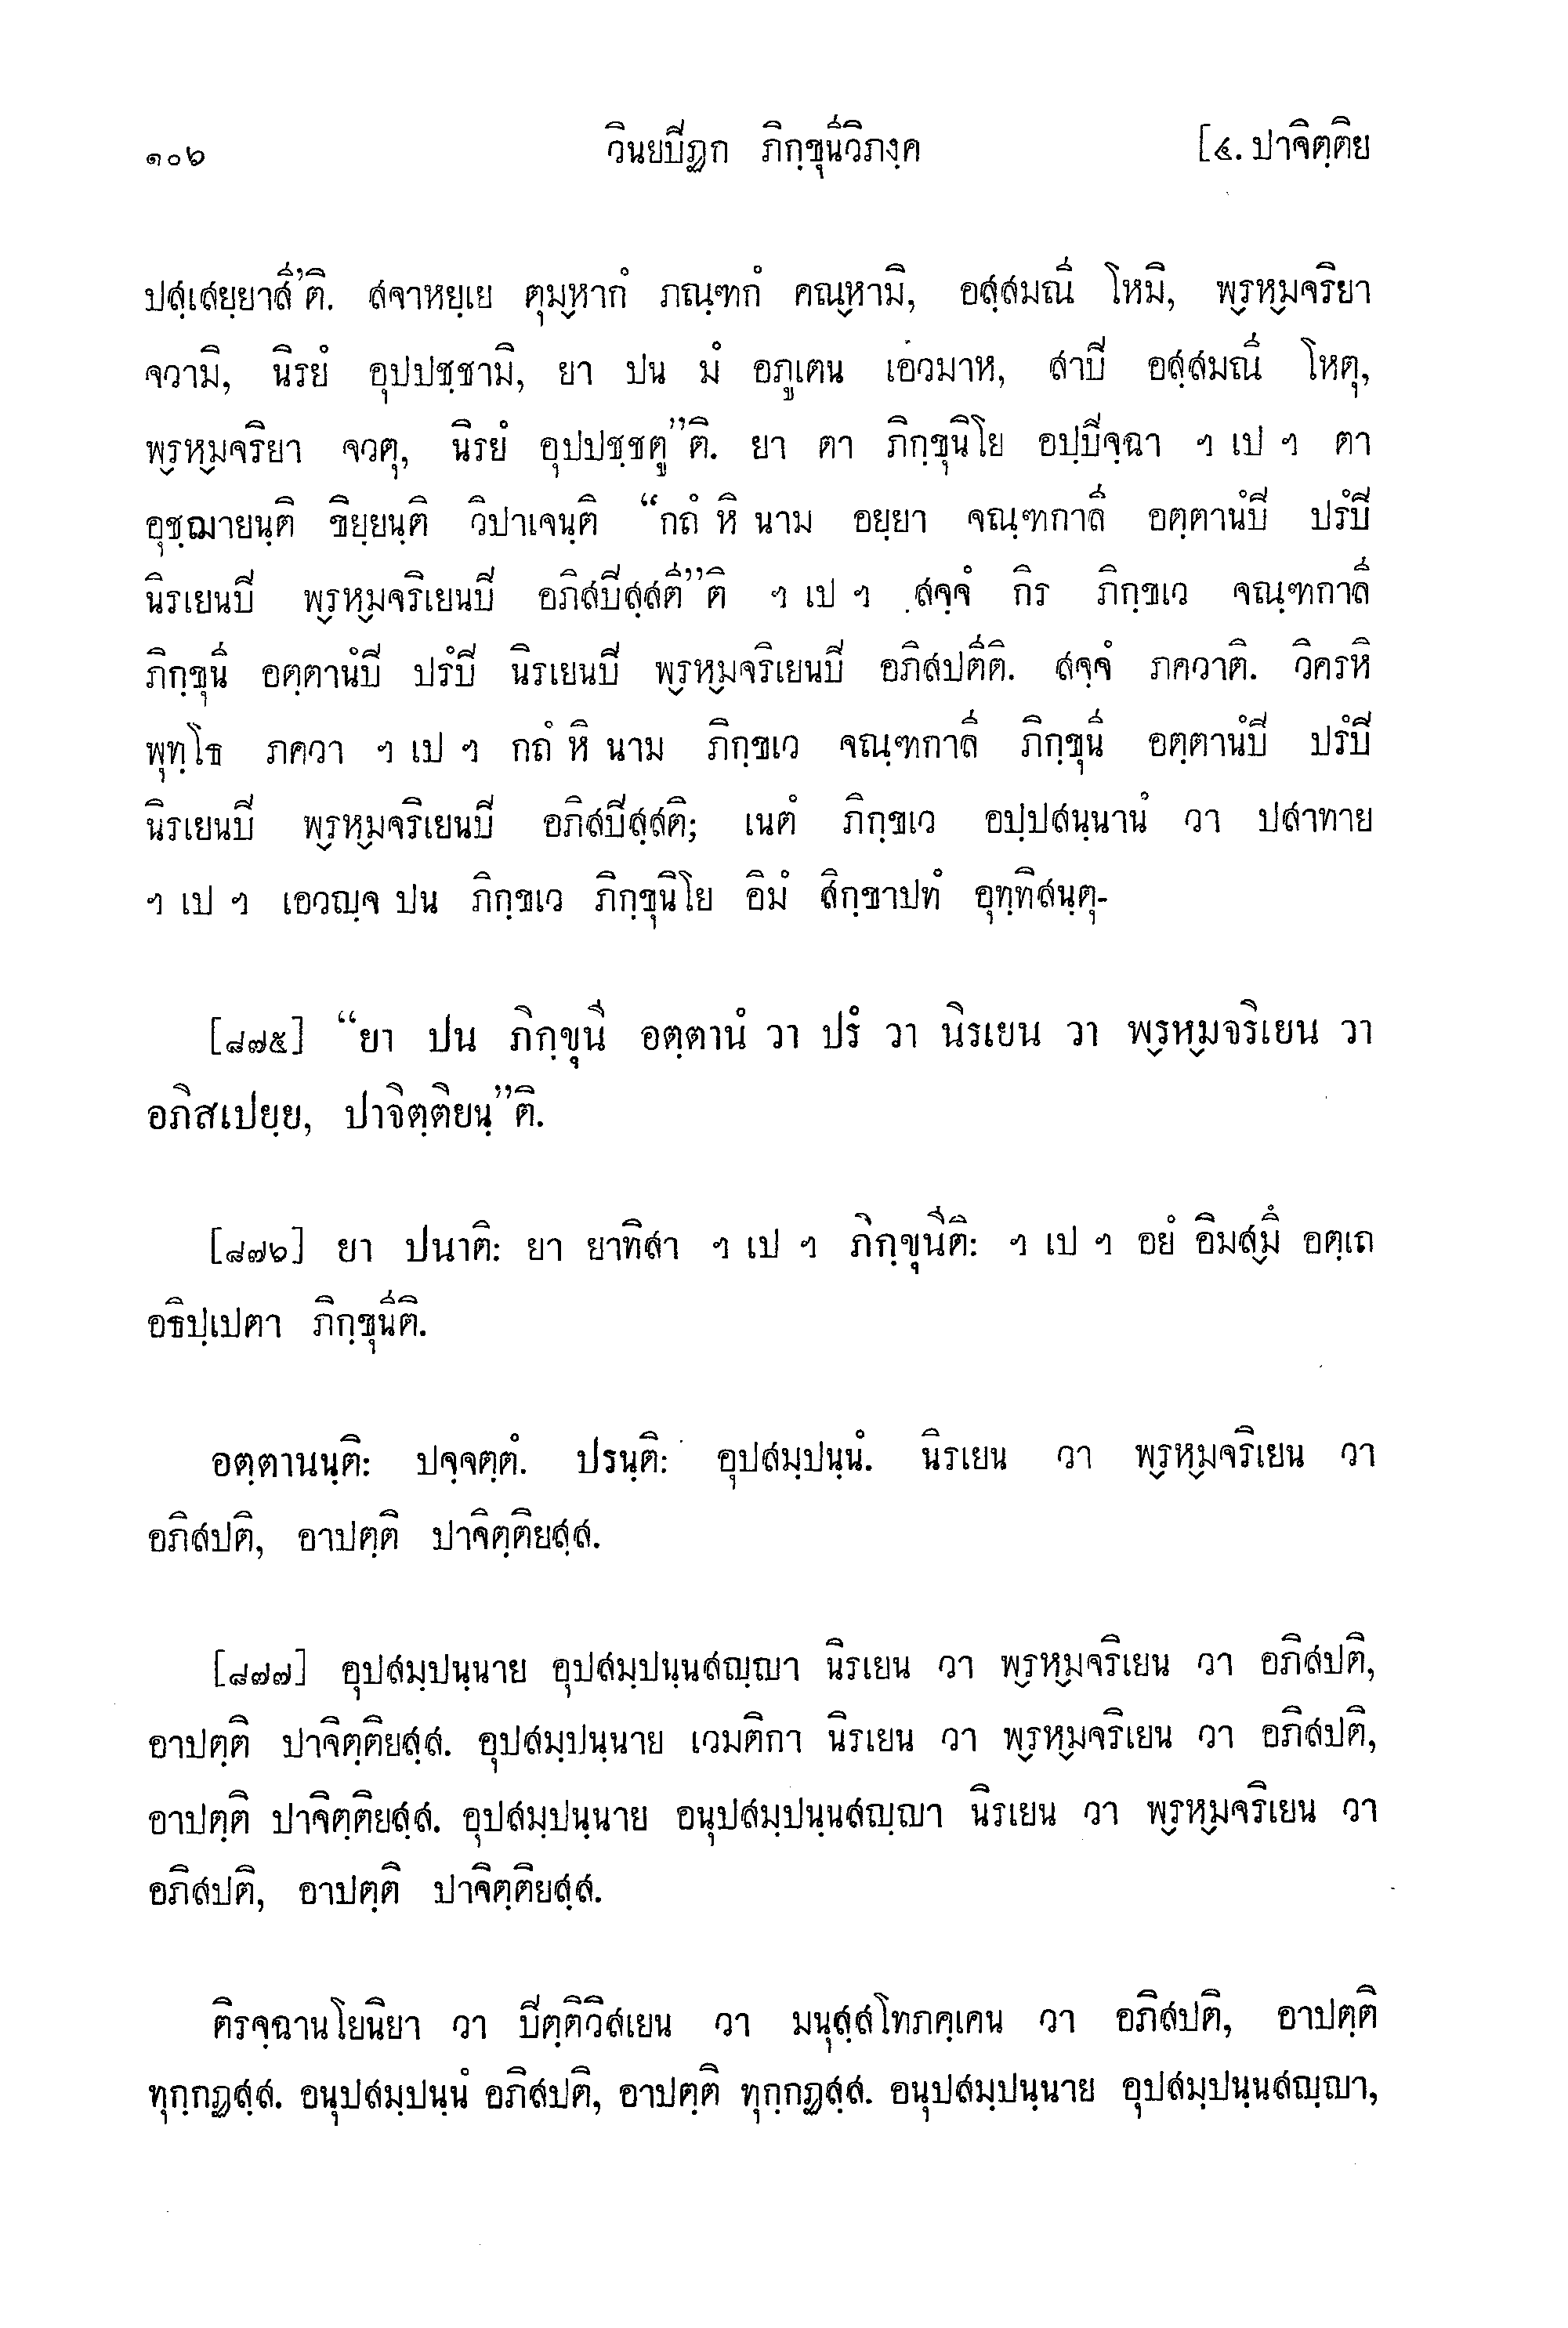 ๑๐๖ วินยปิฏก ภิกฺขุนีวิภงฺค [๔. ปาจิตฺติย
ปสฺเสยฺยาสี’ติ. สจาหยฺเย ตุมฺหากํ ภณฺฑกํ คณฺหามิ, อสฺสมณี โหมิ, พฺรหฺมจริยา
จวามิ, นิรยํ อุปปชฺชามิ, ยา ปน มํ อภูเตน เอวมาห, สาปิ อสฺสมณี โหตุ,
พฺรหฺมจริยา จวตุ, นิรยํ อุปปชฺชตู”ติ. ยา ตา ภิกฺขุนิโย อปฺปิจฺฉา ฯ เป ฯ ตา
อุชฺฌายนฺติ ขิยฺยนฺติ วิปาเจนฺติ “กถํ หิ นาม อยฺยา จณฺฑกาลี อตฺตานํปิ ปรํปิ
นิรเยนปิ พฺรหฺมจริเยนปิ อภิสปิสฺสตี”ติ ฯ เป ฯ สจฺจํ กิร ภิกฺขเว จณฺฑกาลี
ภิกฺขุนี อตฺตานํปิ ปรํปิ นิรเยนปิ พฺรหฺมจริเยนปิ อภิสปตีติ. สจฺจํ ภควาติ. วิครหิ
พุทฺโธ ภควา ฯ เป ฯ กถํ หิ นาม ภิกฺขเว จณฺฑกาลี ภิกฺขุนี อตฺตานํปิ ปรํปิ
นิรเยนปิ พฺรหฺมจริเยนปิ อภิสปิสฺสติ; เนตํ ภิกฺขเว อปฺปสนฺนานํ วา ปสาทาย
ฯ เป ฯ เอวญฺจ ปน ภิกฺขเว ภิกฺขุนิโย อิมํ สิกฺขาปทํ อุทฺทิสนฺตุ-
[๘๗๕] “ยา ปน ภิกฺขุนี อตฺตานํ วา ปรํ วา นิรเยน วา พฺรหฺมจริเยน วา
อภิสเปยฺย, ปาจิตฺติยนฺ”ติ.
[๘๗๖] ยา ปนาติ: ยา ยาทิสา ฯ เป ฯ ภิกฺขุนีติ: ฯ เป ฯ อยํ อิมสฺมึ อตฺเถ
อธิปฺเปตา ภิกฺขุนีติ.
อตฺตานนฺติ: ปจฺจตฺตํ. ปรนฺติ: อุปสมฺปนฺนํ. นิรเยน วา พฺรหฺมจริเยน วา
อภิสปติ, อาปตฺติ ปาจิตฺติยสฺส.
[๘๗๗] อุปสมฺปนฺนาย อุปสมฺปนฺนสญฺญา นิรเยน วา พฺรหฺมจริเยน วา อภิสปติ,
อาปตฺติ ปาจิตฺติยสฺส. อุปสมฺปนฺนาย เวมติกา นิรเยน วา พฺรหฺมจริเยน วา อภิสปติ,
อาปตฺติ ปาจิตฺติยสฺส. อุปสมฺปนฺนาย อนุปสมฺปนฺนสญฺญา นิรเยน วา พฺรหฺมจริเยน วา
อภิสปติ, อาปตฺติ ปาจิตฺติยสฺส.
ติรจฺฉานโยนิยา วา ปิตฺติวิสเยน วา มนุสฺสโทภคฺเคน วา อภิสปติ, อาปตฺติ
ทุกฺกฏสฺส. อนุปสมฺปนฺนํ อภิสปติ, อาปตฺติ ทุกฺกฏสฺส. อนุปสมฺปนฺนาย อุปสมฺปนฺนสญฺญา,